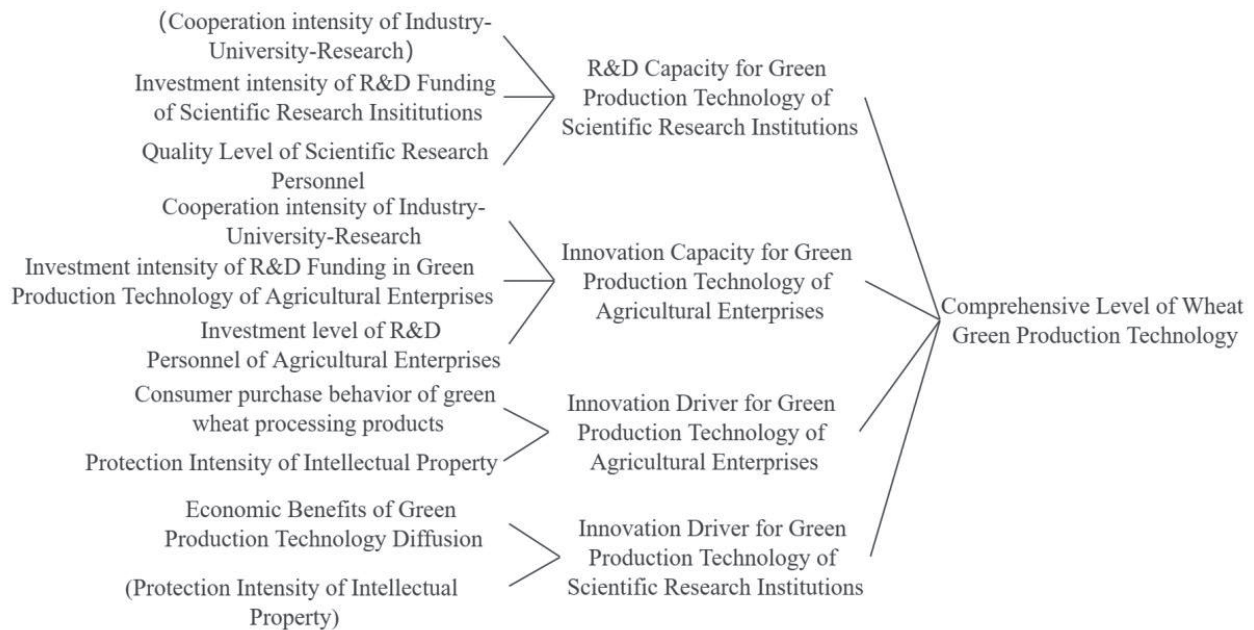 (Cooperation intensity of Industry-
University-Research)
Investment intensity of R&D Funding
of Scientific Research Insititutions
Quality Level of Scientific Research
Personnel
R&D Capacity for Green
Production Technology of
Scientific Research Institutions
Cooperation intensity of Industry-
University-Research
Investment intensity of R&D Funding in Green
Production Technology of Agricultural Enterprises
Investment level of R&D
Personnel of Agricultural Enterprises
Innovation Capacity for Green
Production Technology of
Agricultural Enterprises
Consumer purchase behavior of green
wheat processing products
Protection Intensity of Intellectual Property
Innovation Driver for Green
Production Technology of
Agricultural Enterprises
Economic Benefits of Green
Production Technology Diffusion
(Protection Intensity of Intellectual
Property)
Innovation Driver for Green
Production Technology of
Scientific Research Institutions
Comprehensive Level of Wheat
Green Production Technology